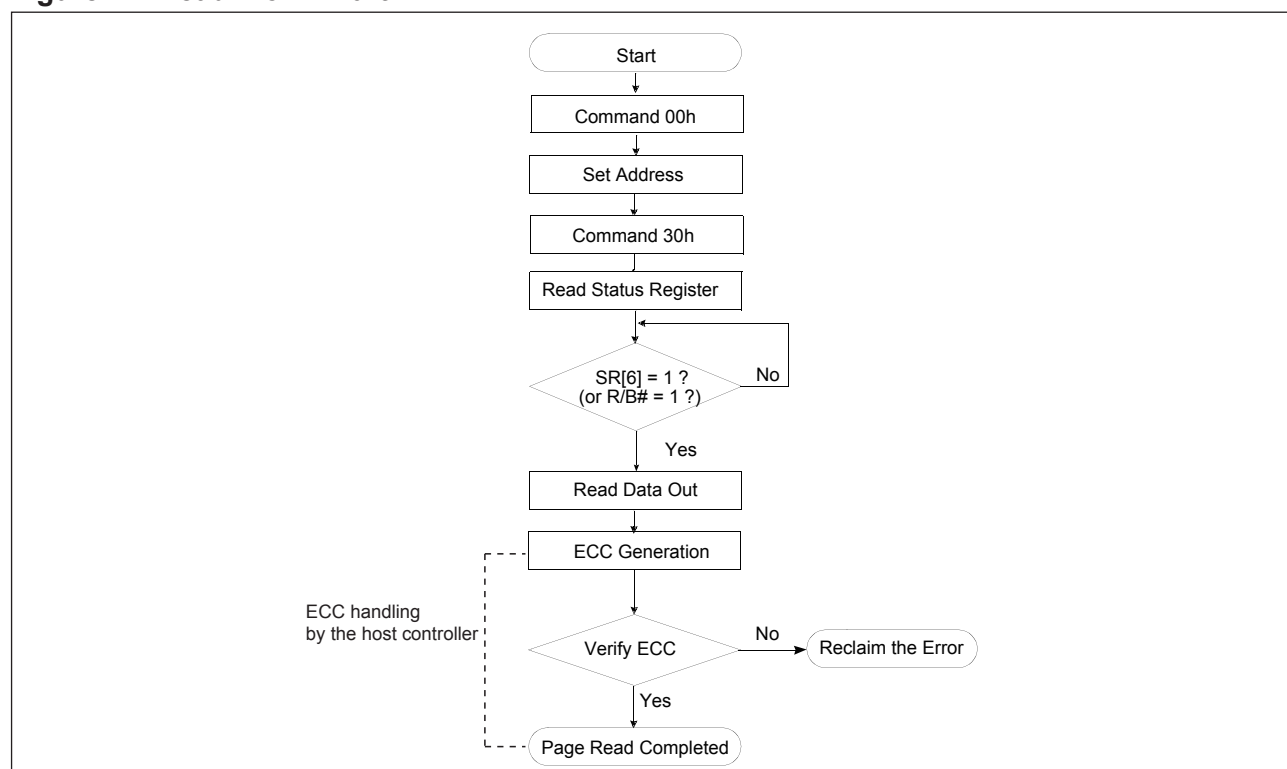 Start
Command 00h
Set Address
Command 30h
Read Status Register
SR[6] = 1 ?
(or R/B# = 1 ?)
No
Yes
Read Data Out
ECC Generation
ECC handling
by the host controller
Verify ECC
No
Reclaim the Error
Yes
Page Read Completed